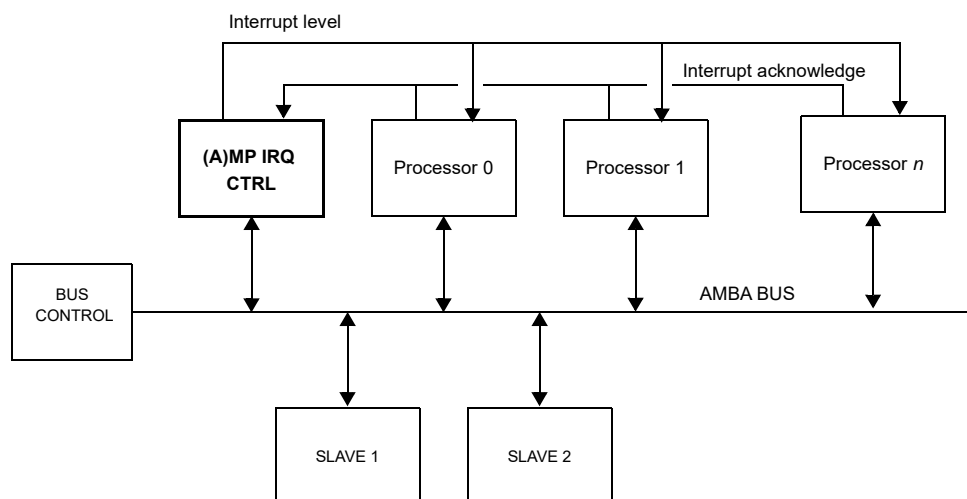 Interrupt level
Interrupt acknowledge
(A)MP IRQ
CTRL
Processor 0
Processor 1
Processor n
BUS
CONTROL
AMBA BUS
SLAVE 1
SLAVE 2